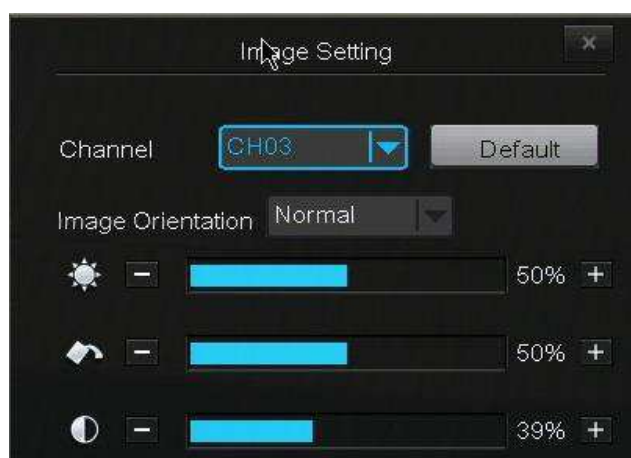 Image Setting
Channel CH03 Default
Image Orientation Normal
50%
50%
39%